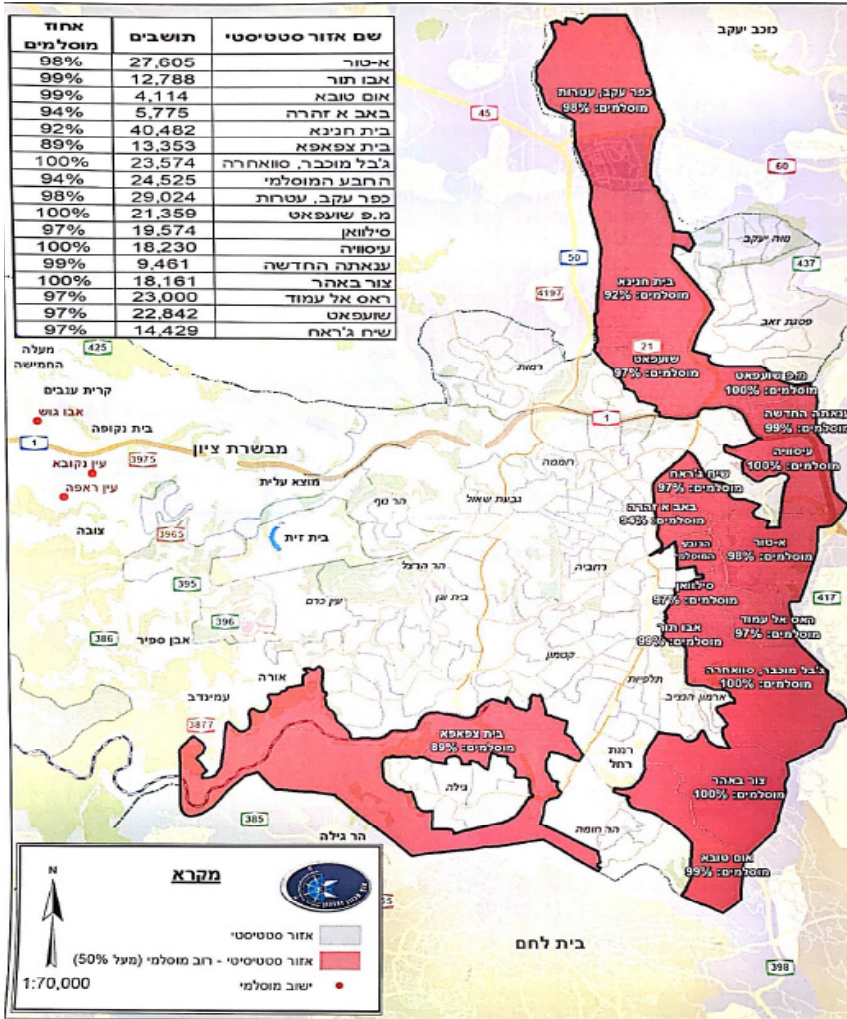 שם אזור סטטיסטי תושבים אחוז מוסלמים
א-טור 27,605 98%
אבו תור 12,788 99%
אום טובא 4,114 99%
באב א זהרה 5,775 94%
בית חנינא 40,482 92%
בית צפאפא 13,353 89%
ג'בל מוכבר, סוואחרה 23,574 100%
הרבע המוסלמי 24,525 94%
כפר עקב, עטרות 29,024 98%
מ.פ שועפאט 21,359 100%
סילוואן 19,574 97%
עיסוויה 18,230 100%
ענאתה החדשה 9,461 99%
צור באהר 18,161 100%
ראס אל עמוד 23,000 97%
שועפאט 22,842 97%
שיח ג'ראח 14,429 97%
כוכב יעקב
כפר עקב, עטרות
מוסלמים: 98%
45
60
50
נווה יעקב
437
בית חנינא
מוסלמים: 92%
4197
פסגת זאב
21
שועפאט
מוסלמים: 97%
425
מעלה
החמישה
רמות
מ.פ שועפאט
מוסלמים: 100%
קרית ענבים
אבו גוש
ענאתה החדשה
מוסלמים: 99%
1
בית נקופה
1
מבשרת ציון
עיסוויה
מוסלמים: 100%
3975
עין נקובא
רוממה
שיח ג'ראח
מוסלמים: 97%
עין ראפה
מוצא עלית
הר נוף
גבעת שאול
באב א זהרה
מוסלמים: 94%
צובה
3965
בית זית
הרובע
המוסלמי
א-טור
מוסלמים: 98%
הר הרצל
רחביה
395
סילוואן
97%
417
עין כרם
בית וגן
396
אבו תור
מוסלמים: 99%
ראס אל עמוד
מוסלמים: 97%
386
אבן ספיר
קטמון
ג'בל מוכבר, סוואחרה
מוסלמים: 100%
אורה
תלפיות
ארמון הנציב
עמינדב
3877
בית צפאפא
מוסלמים: 89%
רמת
רחל
צור באהר
מוסלמים: 100%
גילה
385
הר גילה
הר חומה
אום טובא
מוסלמים: 99%
בית לחם
398
מקרא
N
אזור סטטיסטי
אזור סטטיסיטי - רוב מוסלמי (מעל 50%)
ישוב מוסלמי
1:70,000